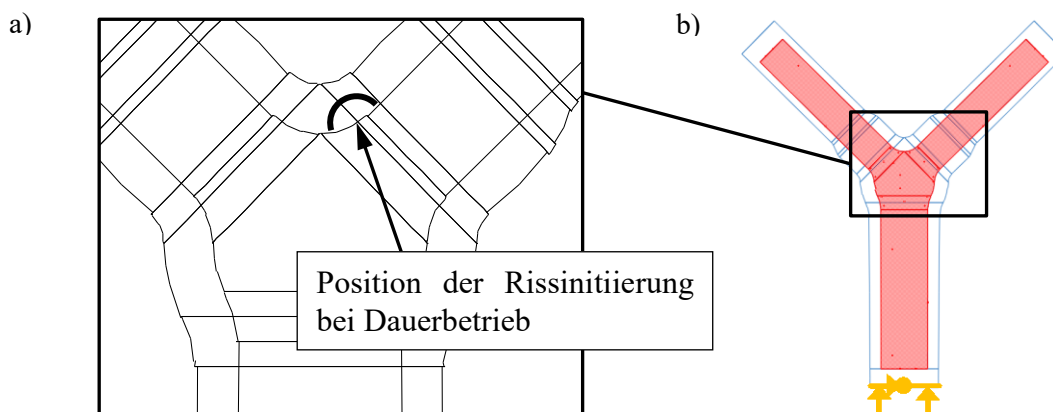 a)
b)
Position der Rissinitiierung
bei Dauerbetrieb